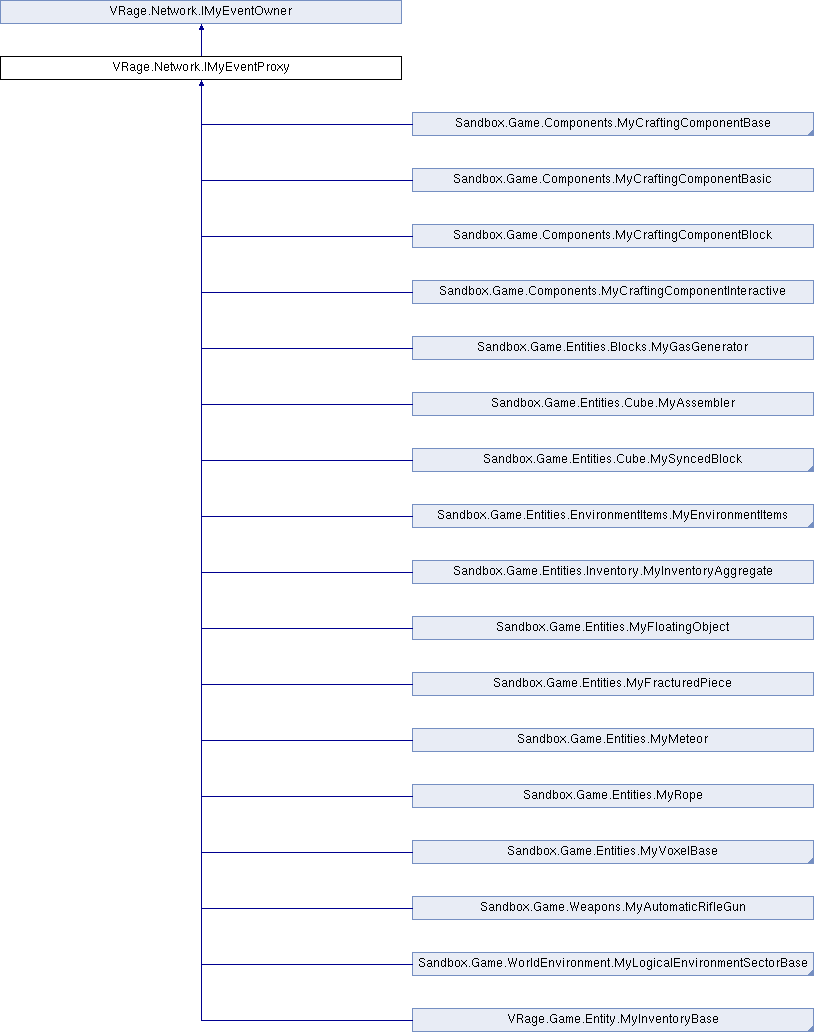 VRage.Network.IMyEventOwner
VRage.Network.IMyEventProxy
Sandbox.Game.Components.MyCraftingComponentBase
Sandbox.Game.Components.MyCraftingComponentBasic
Sandbox.Game.Components.MyCraftingComponentBlock
Sandbox.Game.Components.MyCraftingComponentInteractive
Sandbox.Game.Entities.Blocks.MyGasGenerator
Sandbox.Game.Entities.Cube.MyAssembler
Sandbox.Game.Entities.Cube.MySyncedBlock
Sandbox.Game.Entities.EnvironmentItems.MyEnvironmentItems
Sandbox.Game.Entities.Inventory.MyInventoryAggregate
Sandbox.Game.Entities.MyFloatingObject
Sandbox.Game.Entities.MyFracturedPiece
Sandbox.Game.Entities.MyMeteor
Sandbox.Game.Entities.MyRope
Sandbox.Game.Entities.MyVoxelBase
Sandbox.Game.Weapons.MyAutomaticRifleGun
Sandbox.Game.WorldEnvironment.MyLogicalEnvironmentSectorBase
VRage.Game.Entity.MyInventoryBase